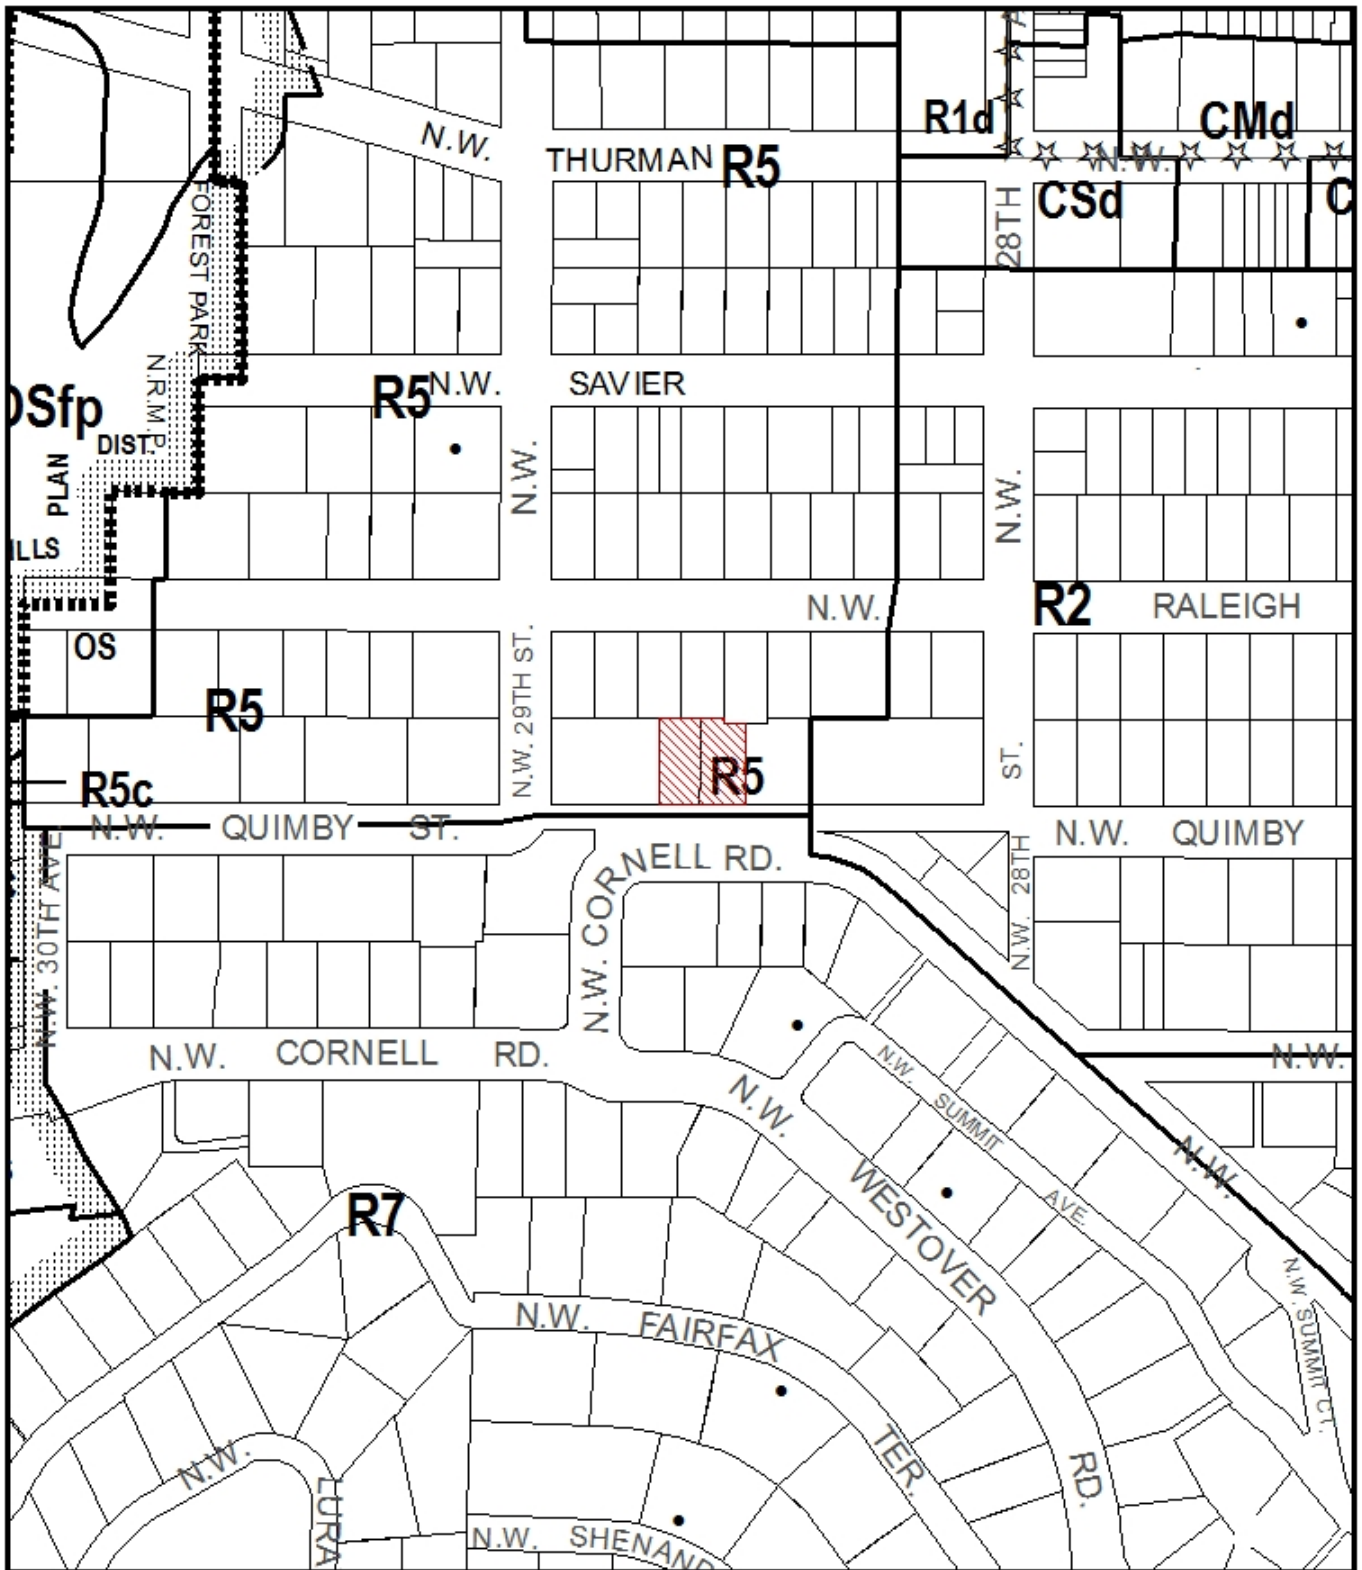 N.W. THURMAN R5
R1d
CMd
N.W.
28TH
CSd
C
FOREST PARK
N.R.M.P.
R5
N.W. SAVIER
OSfp
DIST.
PLAN
N.W.
N.W.
ILLS
N.W.
R2
RALEIGH
OS
R5
N.W. 29TH ST.
ST.
R5
R5c
N.W. QUIMBY ST.
N.W. QUIMBY
N.W. 30TH AVE.
N.W. CORNELL RD.
N.W. 28TH
N.W. CORNELL RD.
N.W.
N.W. SUMMIT AVE.
N.W. WESTOVER RD.
N.W.
R7
N.W. SUMMIT CT.
N.W. FAIRFAX TER.
N.W. LURA
N.W. SHENAND